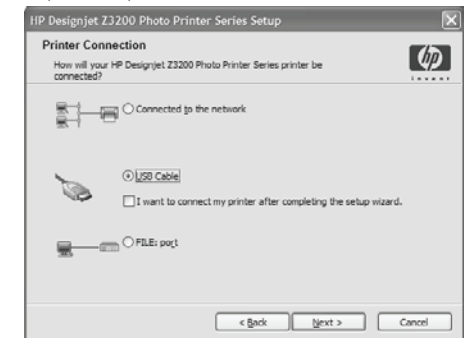 HP Designjet Z3200 Photo Printer Series Setup
Printer Connection
How will your HP Designjet Z3200 Photo Printer Series printer be
connected?
hp
invent
Connected to the network
USB Cable
I want to connect my printer after completing the setup wizard.
FILE: port
< Back
Next >
Cancel